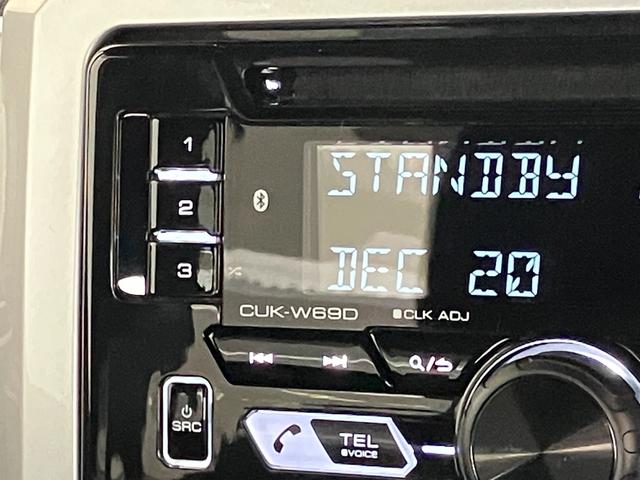 1
STANDBY
2
DEC 20
3
CUK-W69D
CLK ADJ
SRC
TEL
VOICE